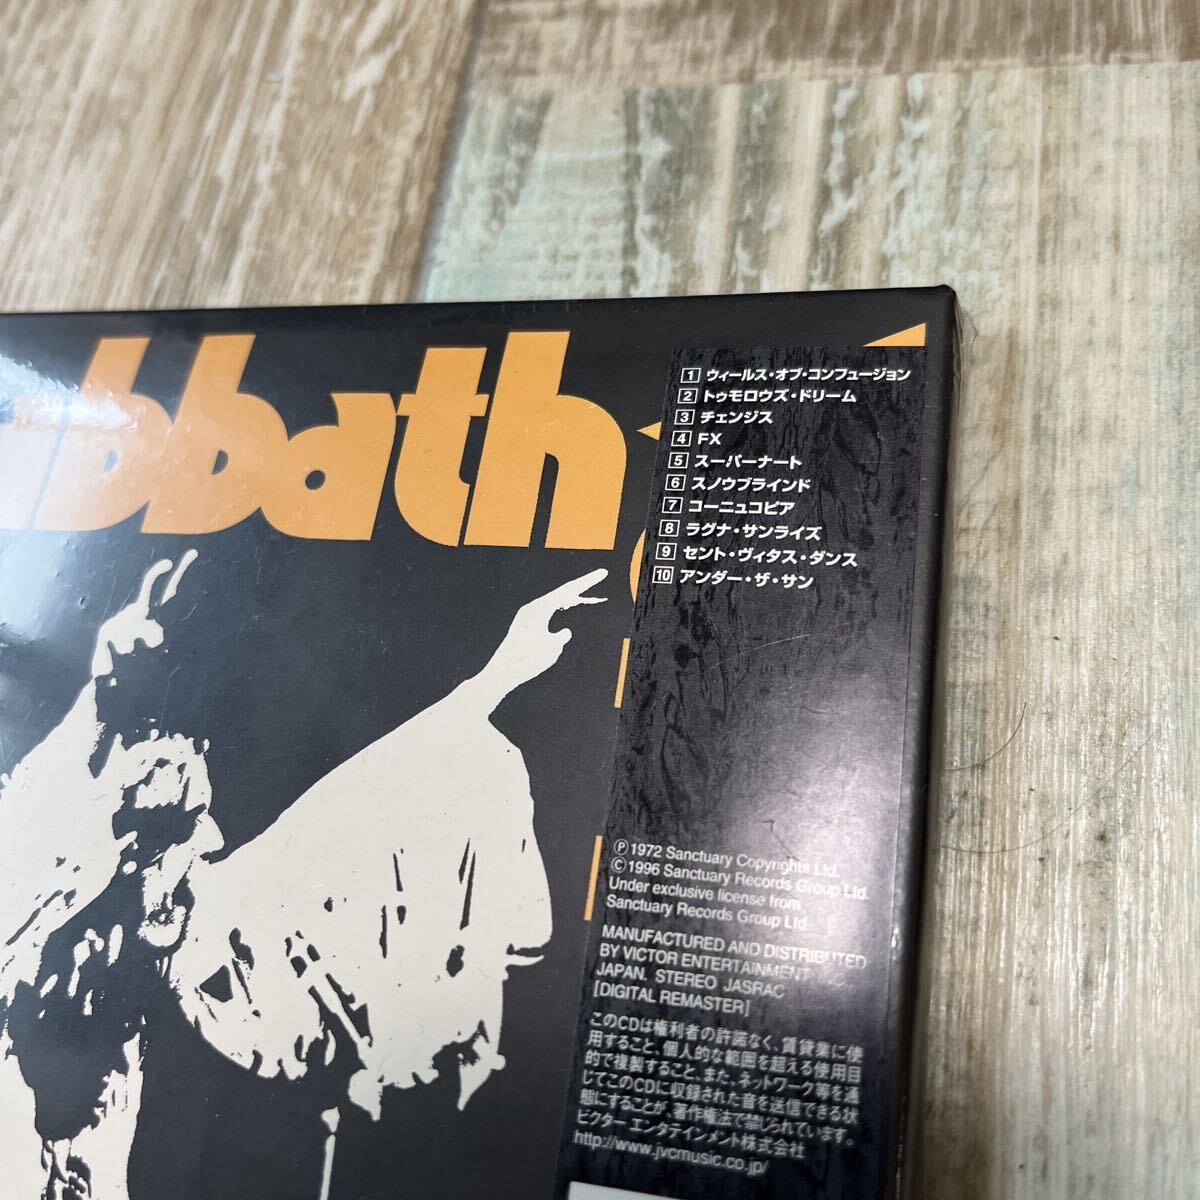 abbath
1 ウィールス・オブ・コンフュージョン
2 トゥモロウズ・ドリーム
3 チェンジス
4 FX
5 スーパーナート
6 スノウブラインド
7 コーニュコピア
8 ラグナ・サンライズ
9 セント・ヴィタス・ダンス
10 アンダー・ザ・サン
Ⓟ1972 Sanctuary Copyrights Ltd.
©1996 Sanctuary Records Group Ltd.
Under exclusive license from
Sanctuary Records Group Ltd.
MANUFACTURED AND DISTRIBUTED
BY VICTOR ENTERTAINMENT, INC.,
JAPAN. STEREO JASRAC
[DIGITAL REMASTER]
このCDは権利者の許諾なく、賃貸業に使
用すること、個人的な範囲を超える使用目
的で複製すること、また、ネットワーク等を通
じてこのCDに収録された音を送信できる状
態にすることが、著作権法で禁じられています。
ビクター エンタテインメント株式会社
http://www.jvcmusic.co.jp/